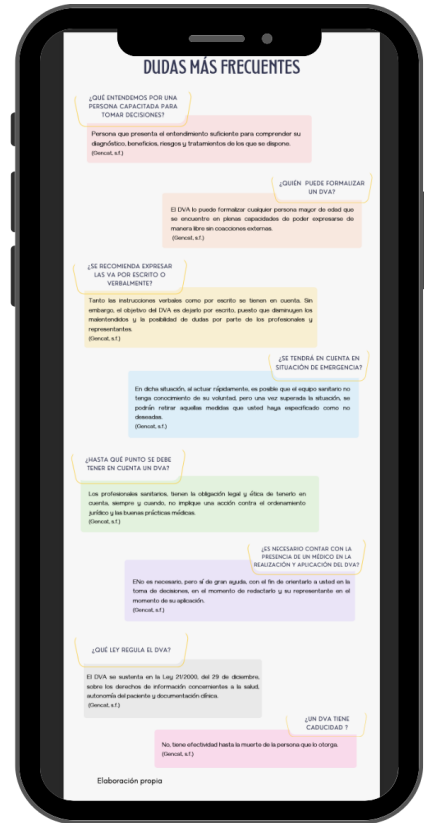 DUDAS MÁS FRECUENTES
¿QUÉ ENTENDEMOS POR UNA
PERSONA CAPACITADA PARA
TOMAR DECISIONES?
Persona que presenta el entendimiento suficiente para comprender su
diagnóstico, beneficios, riesgos y tratamientos de los que se dispone.
(Gencat, s.f.)
¿QUIÉN PUEDE FORMALIZAR
UN DVA?
El DVA lo puede formalizar cualquier persona mayor de edad que
se encuentre en plenas capacidades de poder expresarse de
manera libre sin coacciones externas.
(Gencat, s.f.)
¿SE RECOMIENDA EXPRESAR
LAS VA POR ESCRITO O
VERBALMENTE?
Tanto las instrucciones verbales como por escrito se tienen en cuenta. Sin
embargo, el objetivo del DVA es dejarlo por escrito, puesto que disminuyen los
malentendidos y la posibilidad de dudas por parte de los profesionales y
representantes.
(Gencat, s.f.)
¿SE TENDRÁ EN CUENTA EN
SITUACIÓN DE EMERGENCIA?
En dicha situación, al actuar rápidamente, es posible que el equipo sanitario no
tenga conocimiento de su voluntad, pero una vez superada la situación, se
podrán retirar aquellas medidas que usted haya especificado como no
deseadas.
(Gencat, s.f.)
¿HASTA QUÉ PUNTO SE DEBE
TENER EN CUENTA UN DVA?
Los profesionales sanitarios, tienen la obligación legal y ética de tenerlo en
cuenta, siempre y cuando, no implique una acción contra el ordenamiento
jurídico y las buenas prácticas médicas.
(Gencat, s.f.)
¿ES NECESARIO CONTAR CON LA
PRESENCIA DE UN MÉDICO EN LA
REALIZACIÓN Y APLICACIÓN DEL DVA?
ENo es necesario, pero sí de gran ayuda, con el fin de orientarlo a usted en la
toma de decisiones, en el momento de redactarlo y su representante en el
momento de su aplicación.
(Gencat, s.f.)
¿QUÉ LEY REGULA EL DVA?
El DVA se sustenta en la Ley 21/2000, del 29 de diciembre,
sobre los derechos de información concernientes a la salud,
autonomía del paciente y documentación clínica.
(Gencat, s.f.)
¿UN DVA TIENE
CADUCIDAD ?
No, tiene efectividad hasta la muerte de la persona que lo otorga.
(Gencat, s.f.)
Elaboración propia